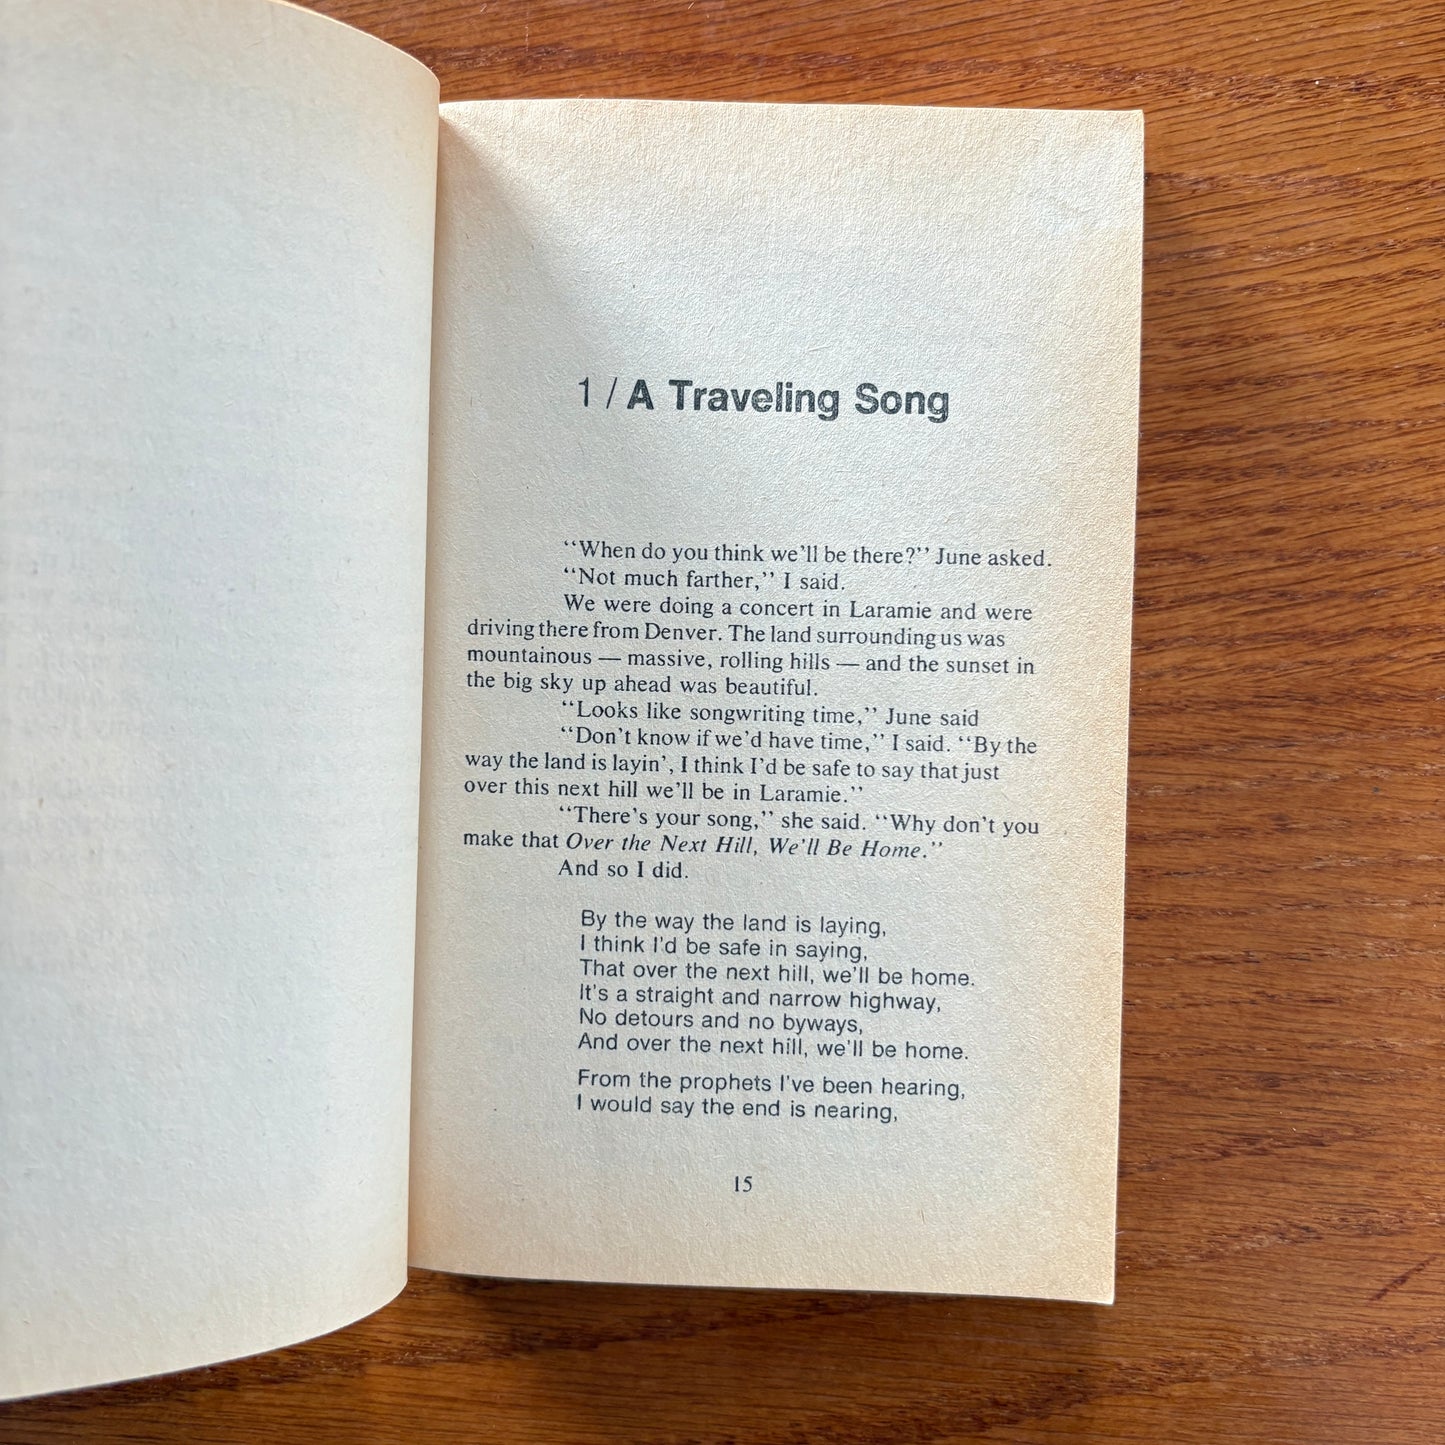 1 / A Traveling Song
“When do you think we’ll be there?” June asked.
“Not much farther,” I said.
We were doing a concert in Laramie and were
driving there from Denver. The land surrounding us was
mountainous — massive, rolling hills — and the sunset in
the big sky up ahead was beautiful.
“Looks like songwriting time,” June said
“Don’t know if we’d have time,” I said. “By the
way the land is layin’, I think I’d be safe to say that just
over this next hill we’ll be in Laramie.”
“There’s your song,” she said. “Why don’t you
make that Over the Next Hill, We’ll Be Home.”
And so I did.
By the way the land is laying,
I think I’d be safe in saying,
That over the next hill, we’ll be home.
It’s a straight and narrow highway,
No detours and no byways,
And over the next hill, we’ll be home.
From the prophets I’ve been hearing,
I would say the end is nearing,
15